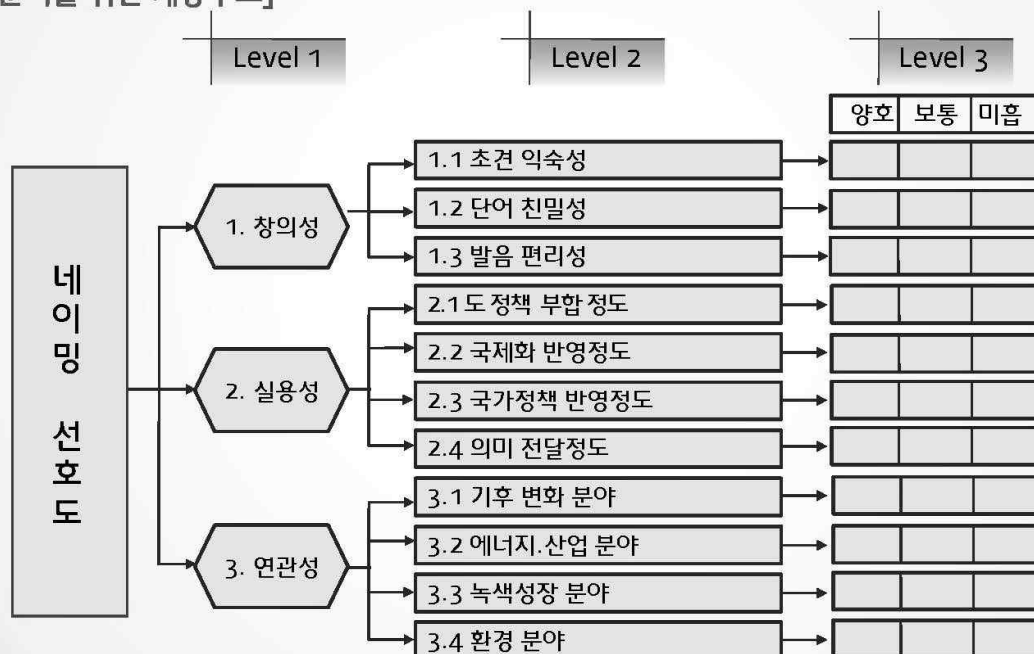 위한 계층구조]
Level 1
Level 2
Level 3
양호 보통 미흡
네이밍 선호도
1. 창의성
1.1 초견 익숙성
1.2 단어 친밀성
1.3 발음 편리성
2. 실용성
2.1 도 정책 부합 정도
2.2 국제화 반영정도
2.3 국가정책 반영정도
2.4 의미 전달정도
3. 연관성
3.1 기후 변화 분야
3.2 에너지.산업 분야
3.3 녹색성장 분야
3.4 환경 분야